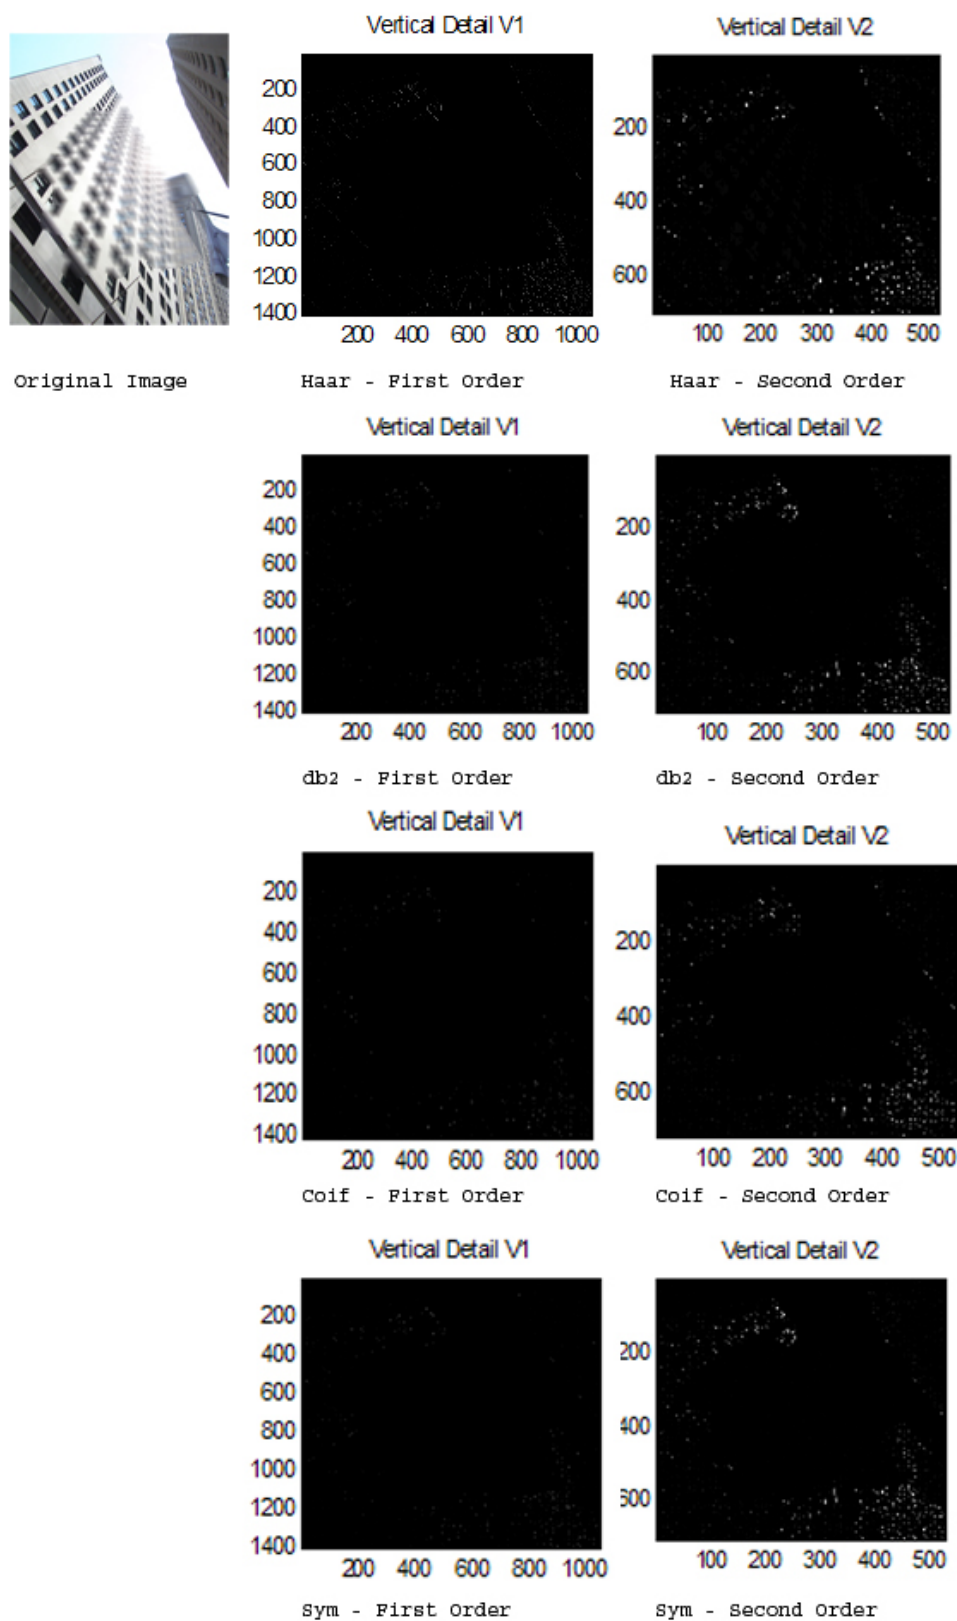 Vertical Detail V1
Vertical Detail V2
200
400
600
800
1000
1200
1400
200 400 600 800 1000
200
400
600
100 200 300 400 500
Original Image
Haar - First Order
Haar - Second Order
Vertical Detail V1
Vertical Detail V2
200
400
600
800
1000
1200
1400
200 400 600 800 1000
200
400
600
100 200 300 400 500
db2 - First Order
db2 - Second Order
Vertical Detail V1
Vertical Detail V2
200
400
600
800
1000
1200
1400
200 400 600 800 1000
200
400
600
100 200 300 400 500
Coif - First Order
Coif - Second Order
Vertical Detail V1
Vertical Detail V2
200
400
600
800
1000
1200
1400
200 400 600 800 1000
200
400
600
100 200 300 400 500
Sym - First Order
Sym - Second Order